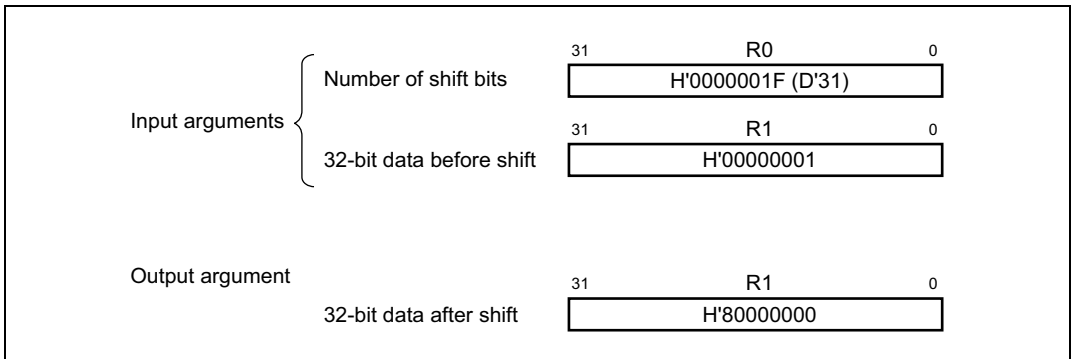 31 R0 0
Number of shift bits H'0000001F (D'31)
Input arguments
31 R1 0
32-bit data before shift H'00000001
Output argument
31 R1 0
32-bit data after shift H'80000000